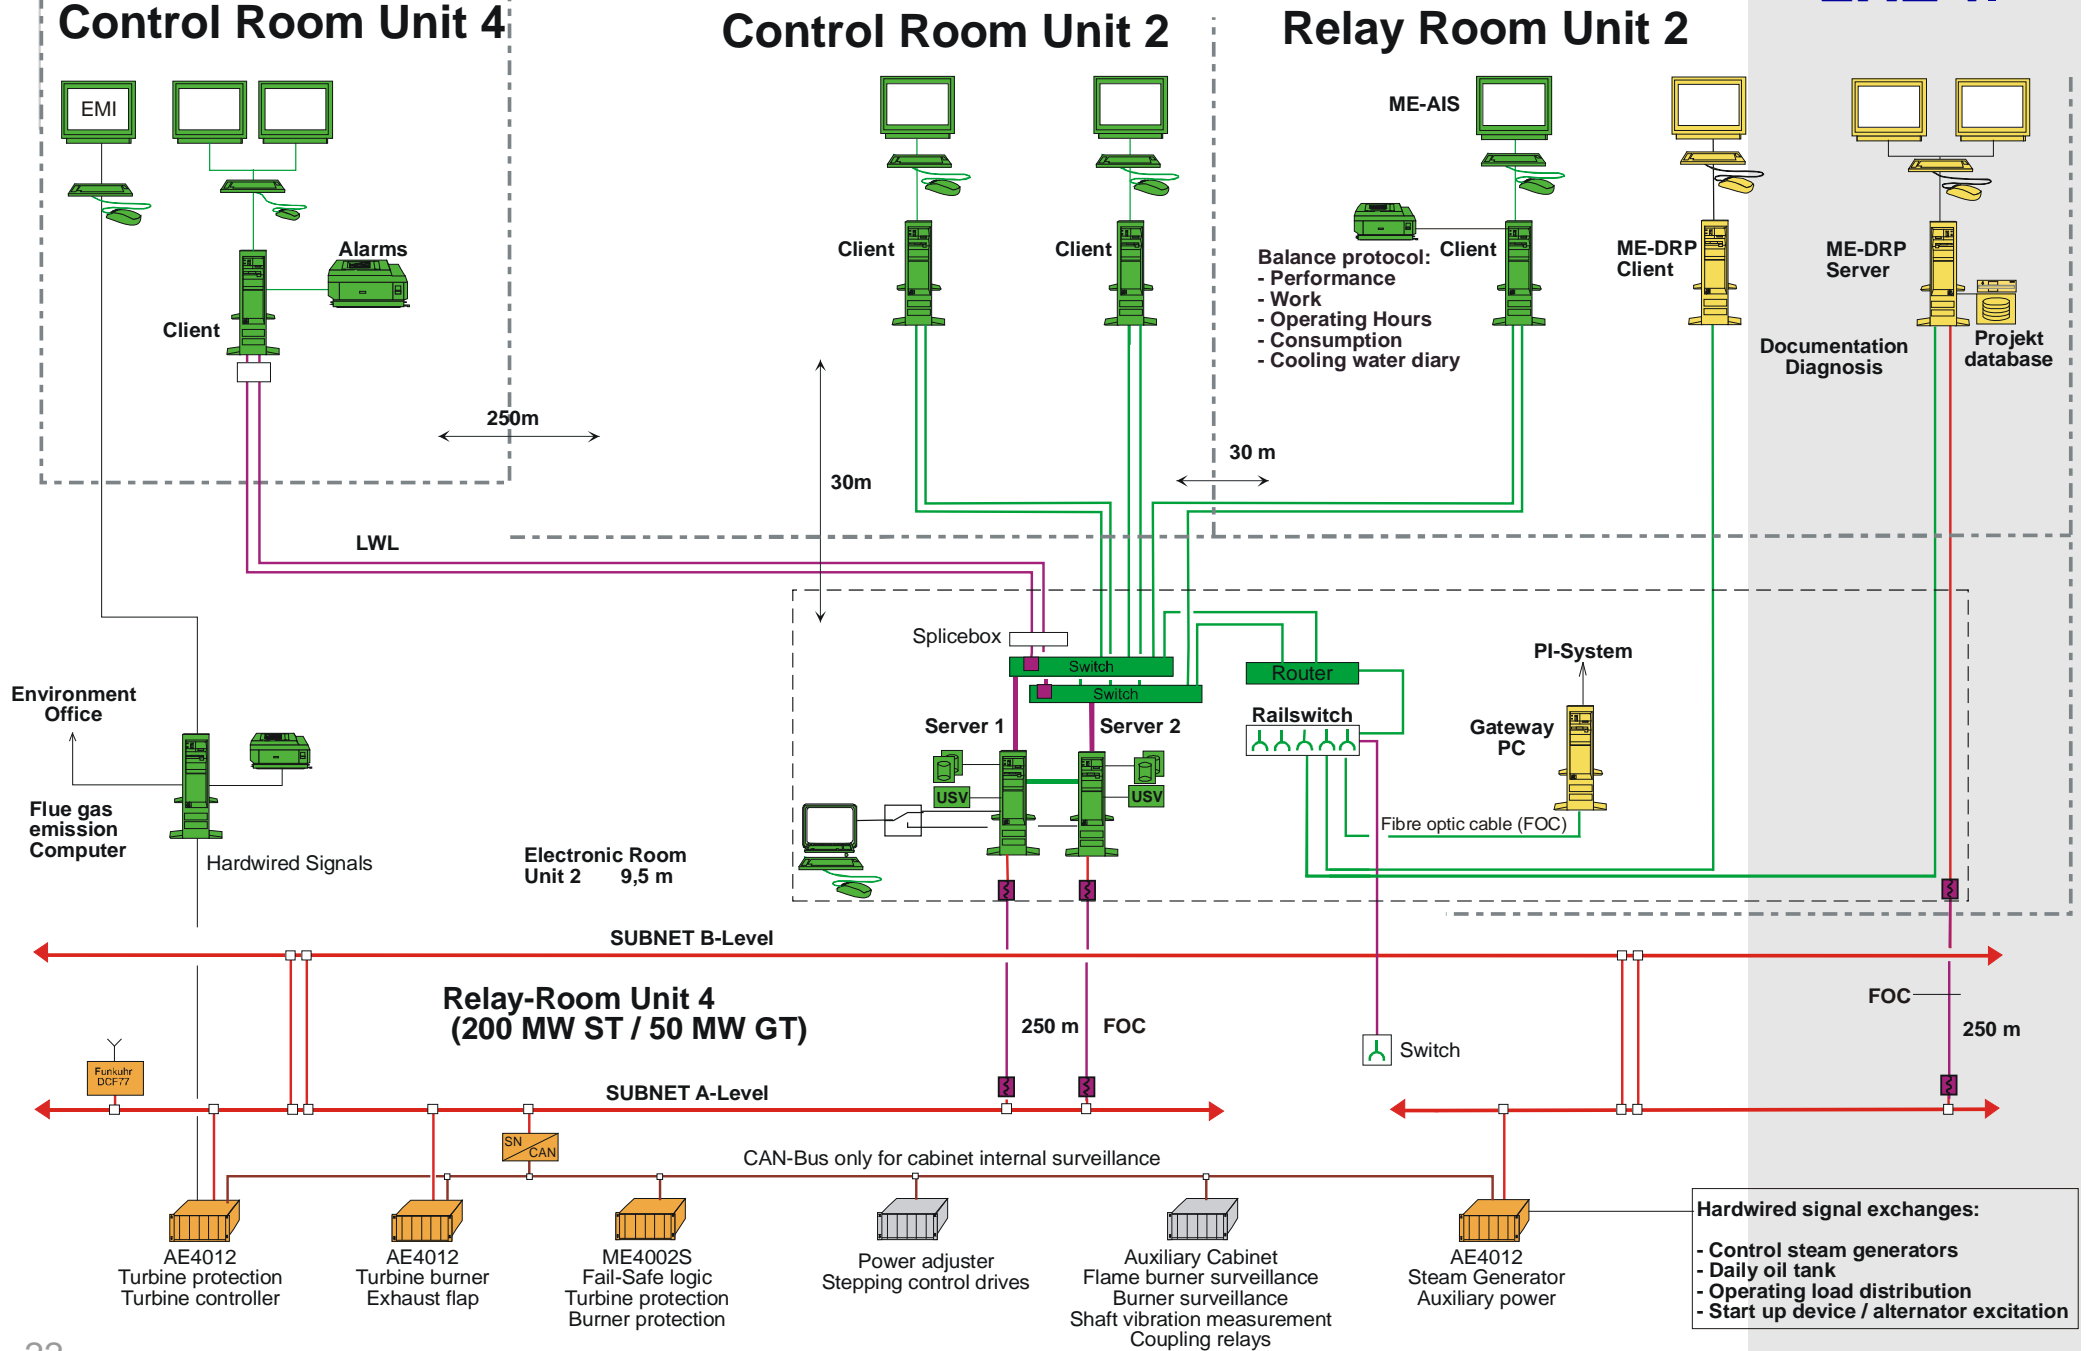 Control Room Unit 4
Control Room Unit 2
Relay Room Unit 2
EMI
ME-AIS
Alarms
Client
Client
Client
Client
Balance protocol:
- Performance
- Work
- Operating Hours
- Consumption
- Cooling water diary
ME-DRP
Client
ME-DRP
Server
Documentation
Diagnosis
Projekt
database
250m
30m
30 m
LWL
Splicebox
Switch
Switch
Router
PI-System
Railswitch
Gateway
PC
Server 1
Server 2
USV
USV
Fibre optic cable (FOC)
Environment
Office
Flue gas
emission
Computer
Hardwired Signals
Electronic Room
Unit 2 9,5 m
SUBNET B-Level
Relay-Room Unit 4
(200 MW ST / 50 MW GT)
250 m
FOC
FOC
250 m
Switch
Funkuhr
DCF77
SUBNET A-Level
SN
CAN
CAN-Bus only for cabinet internal surveillance
AE4012
Turbine protection
Turbine controller
AE4012
Turbine burner
Exhaust flap
ME4002S
Fail-Safe logic
Turbine protection
Burner protection
Power adjuster
Stepping control drives
Auxiliary Cabinet
Flame burner surveillance
Burner surveillance
Shaft vibration measurement
Coupling relays
AE4012
Steam Generator
Auxiliary power
Hardwired signal exchanges:
- Control steam generators
- Daily oil tank
- Operating load distribution
- Start up device / alternator excitation